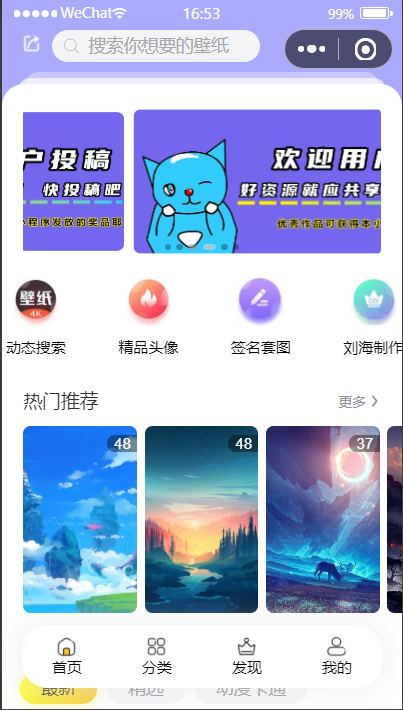 WeChat 16:53 99%
搜索你想要的壁纸
户投稿 欢迎用
快投稿吧 好资源就应共享
小程序发放的奖品耶 优秀作品可获得本小
壁纸
4K
动态搜索 精品头像 签名套图 刘海制作
热门推荐 更多
48 48 37
首页 分类 发现 我的
最新 精选 动漫卡通